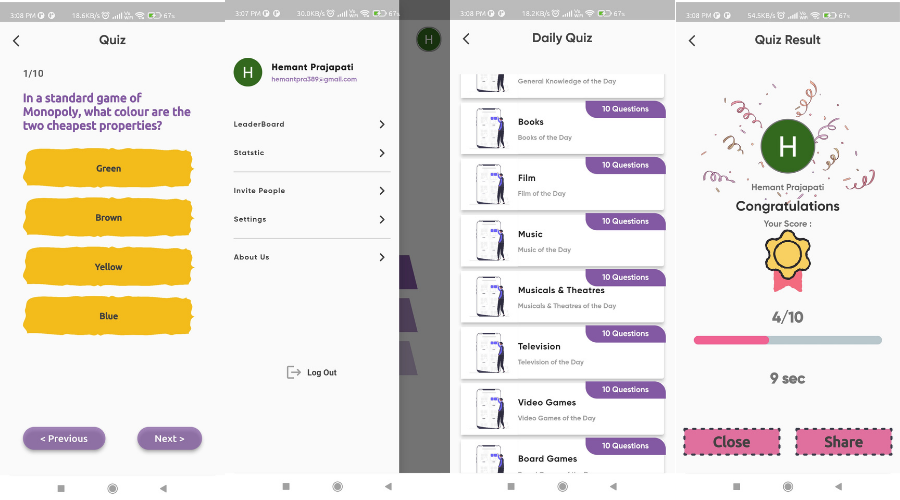 3:08 PM 18.6KB/s 67%
Quiz
1/10
In a standard game of
Monopoly, what colour are the
two cheapest properties?
Green
Brown
Yellow
Blue
< Previous
Next >
3:07 PM 30.0KB/s 67%
H
Hemant Prajapati
hemantpra389@gmail.com
H
LeaderBoard
Statstic
Invite People
Settings
About Us
Log Out
3:08 PM 18.2KB/s 67%
Daily Quiz
General Knowledge of the Day
10 Questions
Books
Books of the Day
10 Questions
Film
Film of the Day
10 Questions
Music
Music of the Day
10 Questions
Musicals & Theatres
Musicals & Theatres of the Day
10 Questions
Television
Television of the Day
10 Questions
Video Games
Video Games of the Day
10 Questions
Board Games
3:08 PM 54.5KB/s 67%
Quiz Result
H
Hemant Prajapati
Congratulations
Your Score :
4/10
9 sec
Close
Share